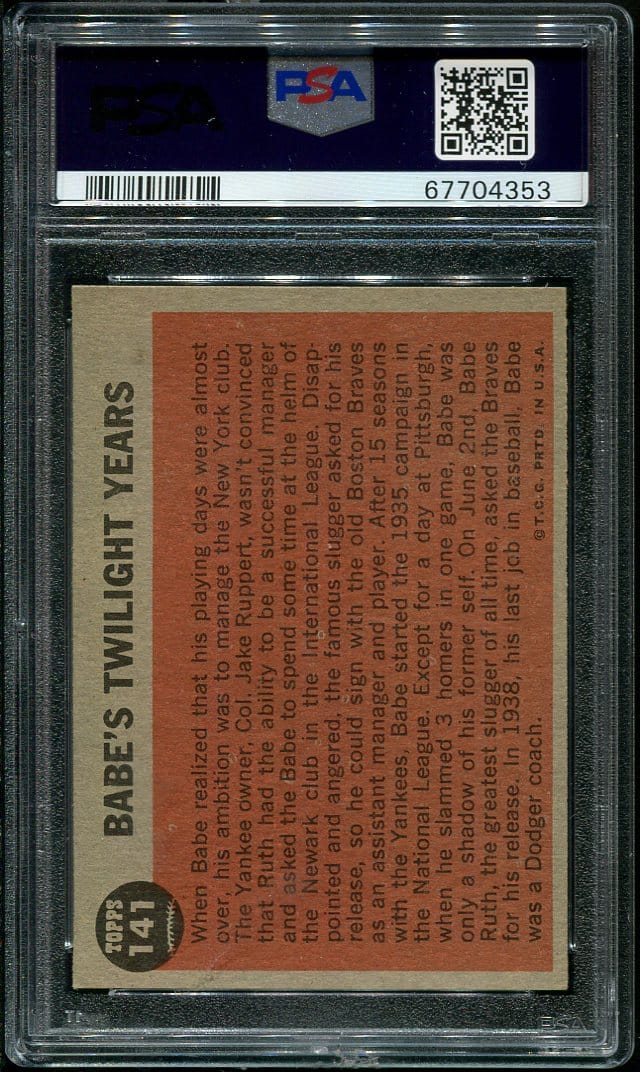 PSA
PSA
67704353
TOPPS
141
BABE'S TWILIGHT YEARS
When Babe realized that his playing days were almost
over, his ambition was to manage the New York club.
The Yankee owner, Col. Jake Ruppert, wasn't convinced
that Ruth had the ability to be a successful manager
and asked the Babe to spend some time at the helm of
the Newark club in the International League. Disap-
pointed and angered, the famous slugger asked for his
release, so he could sign with the old Boston Braves
as an assistant manager and player. After 15 seasons
with the Yankees, Babe started the 1935 campaign in
the National League. Except for a day at Pittsburgh,
when he slammed 3 homers in one game, Babe was
only a shadow of his former self. On June 2nd, Babe
Ruth, the greatest slugger of all time, asked the Braves
for his release. In 1938, his last job in baseball, Babe
was a Dodger coach.
©T.C.G. PRTD. IN U.S.A.
PSA